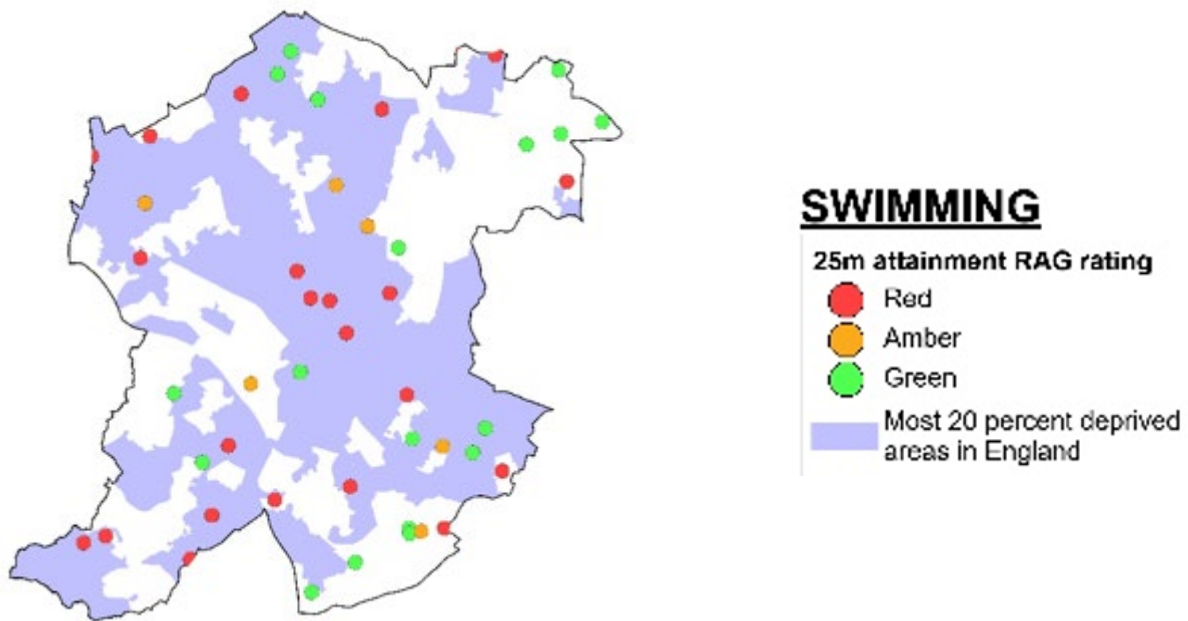 SWIMMING
25m attainment RAG rating
Red
Amber
Green
Most 20 percent deprived
areas in England